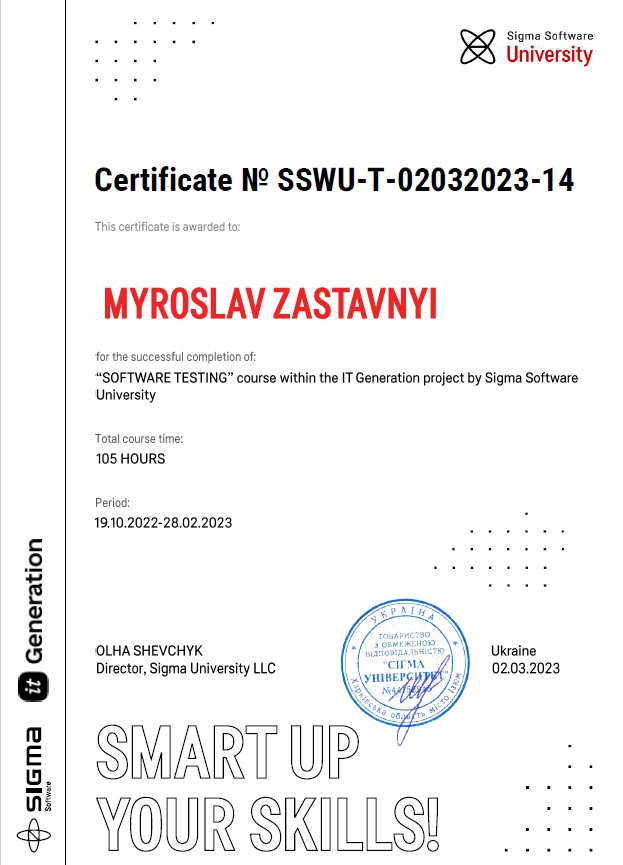 Sigma Software
University
Certificate № SSWU-T-02032023-14
This certificate is awarded to:
MYROSLAV ZASTAVNYI
for the successful completion of:
“SOFTWARE TESTING” course within the IT Generation project by Sigma Software
University
Total course time:
105 HOURS
Period:
19.10.2022-28.02.2023
OLHA SHEVCHYK
Director, Sigma University LLC
УКРАЇНА
ТОВАРИСТВО
З ОБМЕЖЕНОЮ
ВІДПОВІДАЛЬНІСТЮ
"СІГМА
УНІВЕРСИТЕТ"
Харківська область місто Ізюм
Ukraine
02.03.2023
SMART UP
YOUR SKILLS!
sigma
Software
it Generation